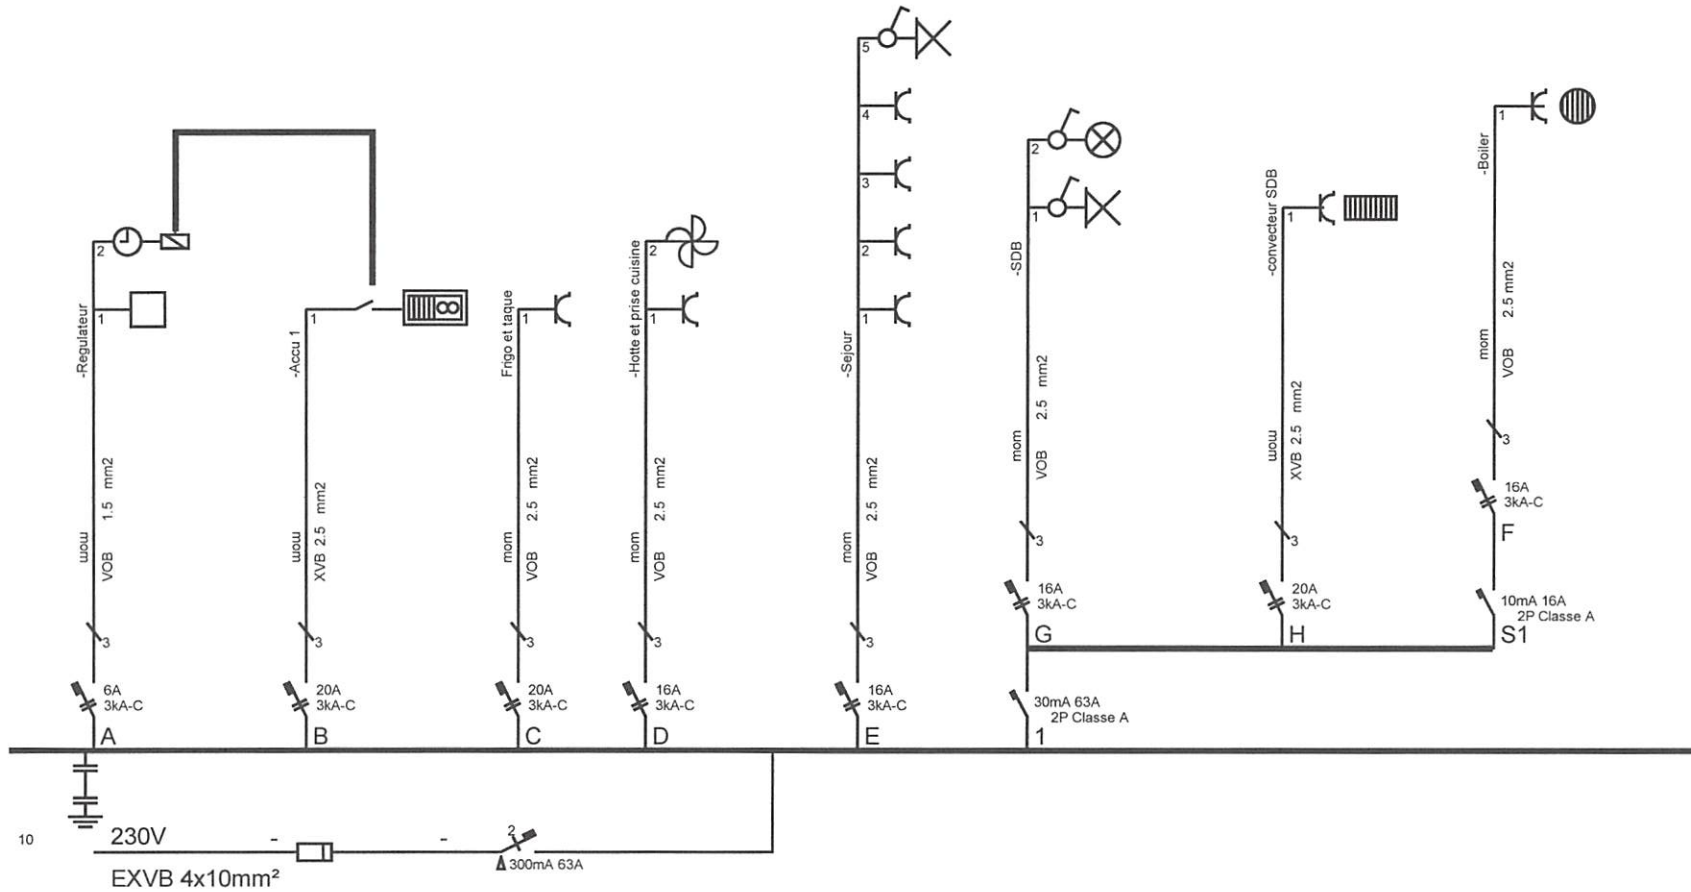 5
4
3
2
1
-Sejour
mom
VOB 2.5 mm2
3
16A
3kA-C
E
2
1
-Regulateur
mom
VOB 1.5 mm2
3
6A
3kA-C
A
1
-Accu 1
mom
XVB 2.5 mm2
3
20A
3kA-C
B
1
Frigo et taque
mom
VOB 2.5 mm2
3
20A
3kA-C
C
2
1
-Hotte et prise cuisine
mom
VOB 2.5 mm2
3
16A
3kA-C
D
2
1
-SDB
mom
VOB 2.5 mm2
3
16A
3kA-C
G
1
-convecteur SDB
mom
XVB 2.5 mm2
3
20A
3kA-C
H
1
-Boiler
mom
VOB 2.5 mm2
3
16A
3kA-C
F
10mA 16A
2P Classe A
S1
30mA 63A
2P Classe A
1
10
230V
- -
2
300mA 63A
EXVB 4x10mm²